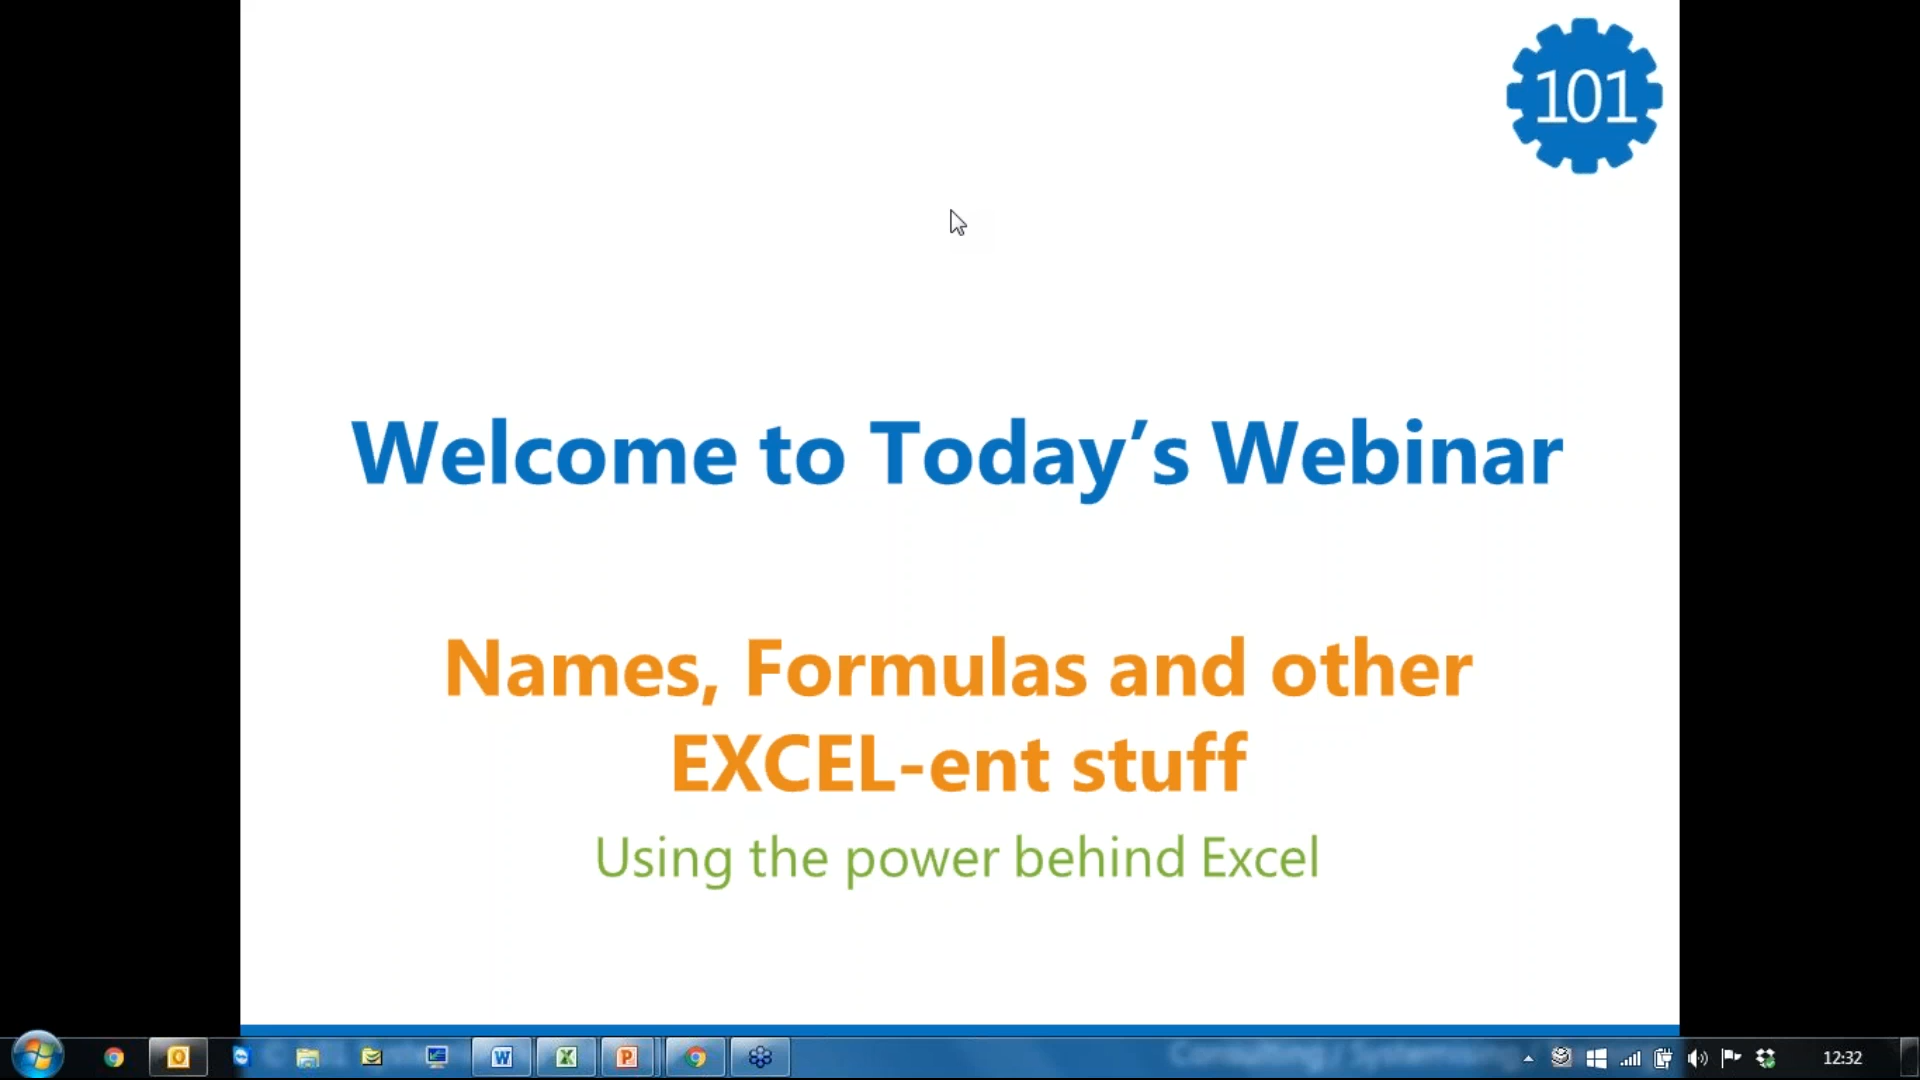 101
Welcome to Today’s Webinar
Names, Formulas and other
EXCEL-ent stuff
Using the power behind Excel
12:32